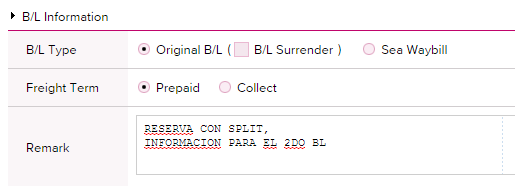 B/L Information
B/L Type Original B/L ( B/L Surrender ) Sea Waybill
Freight Term Prepaid Collect
Remark
RESERVA CON SPLIT,
INFORMACION PARA EL 2DO BL